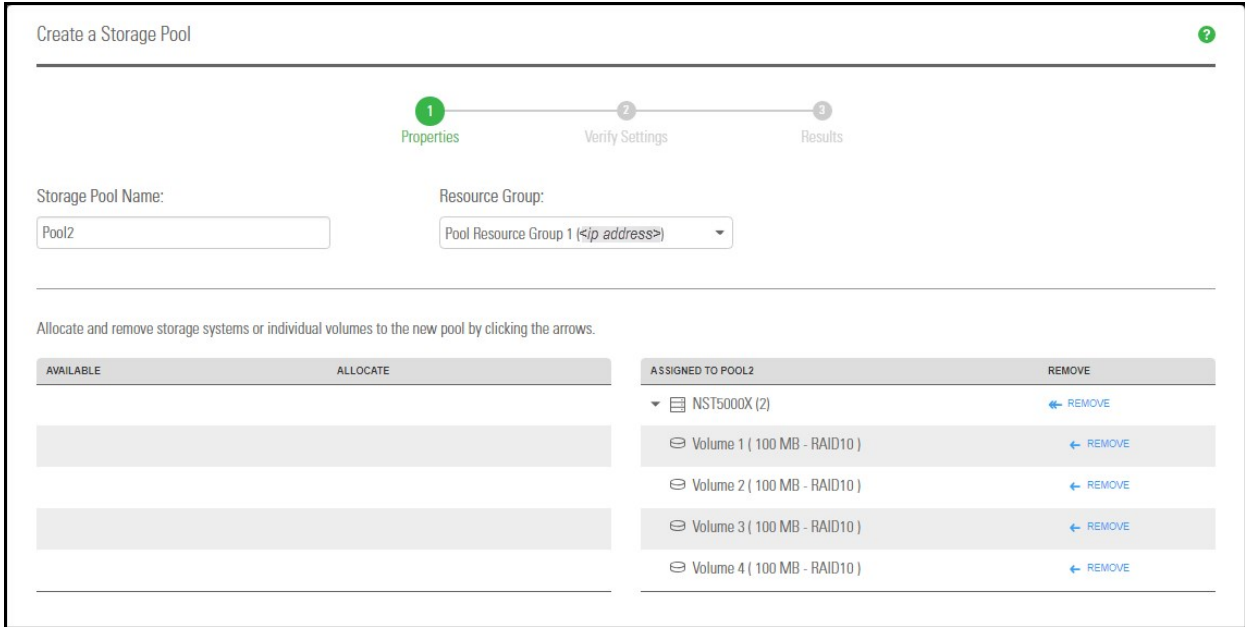 Create a Storage Pool
?
1 2 3
Properties Verify Settings Results
Storage Pool Name: Resource Group:
Pool2 Pool Resource Group 1 (<ip address>)
Allocate and remove storage systems or individual volumes to the new pool by clicking the arrows.
AVAILABLE ALLOCATE ASSIGNED TO POOL2 REMOVE
NST5000X (2) REMOVE
Volume 1 ( 100 MB - RAID10 ) REMOVE
Volume 2 ( 100 MB - RAID10 ) REMOVE
Volume 3 ( 100 MB - RAID10 ) REMOVE
Volume 4 ( 100 MB - RAID10 ) REMOVE